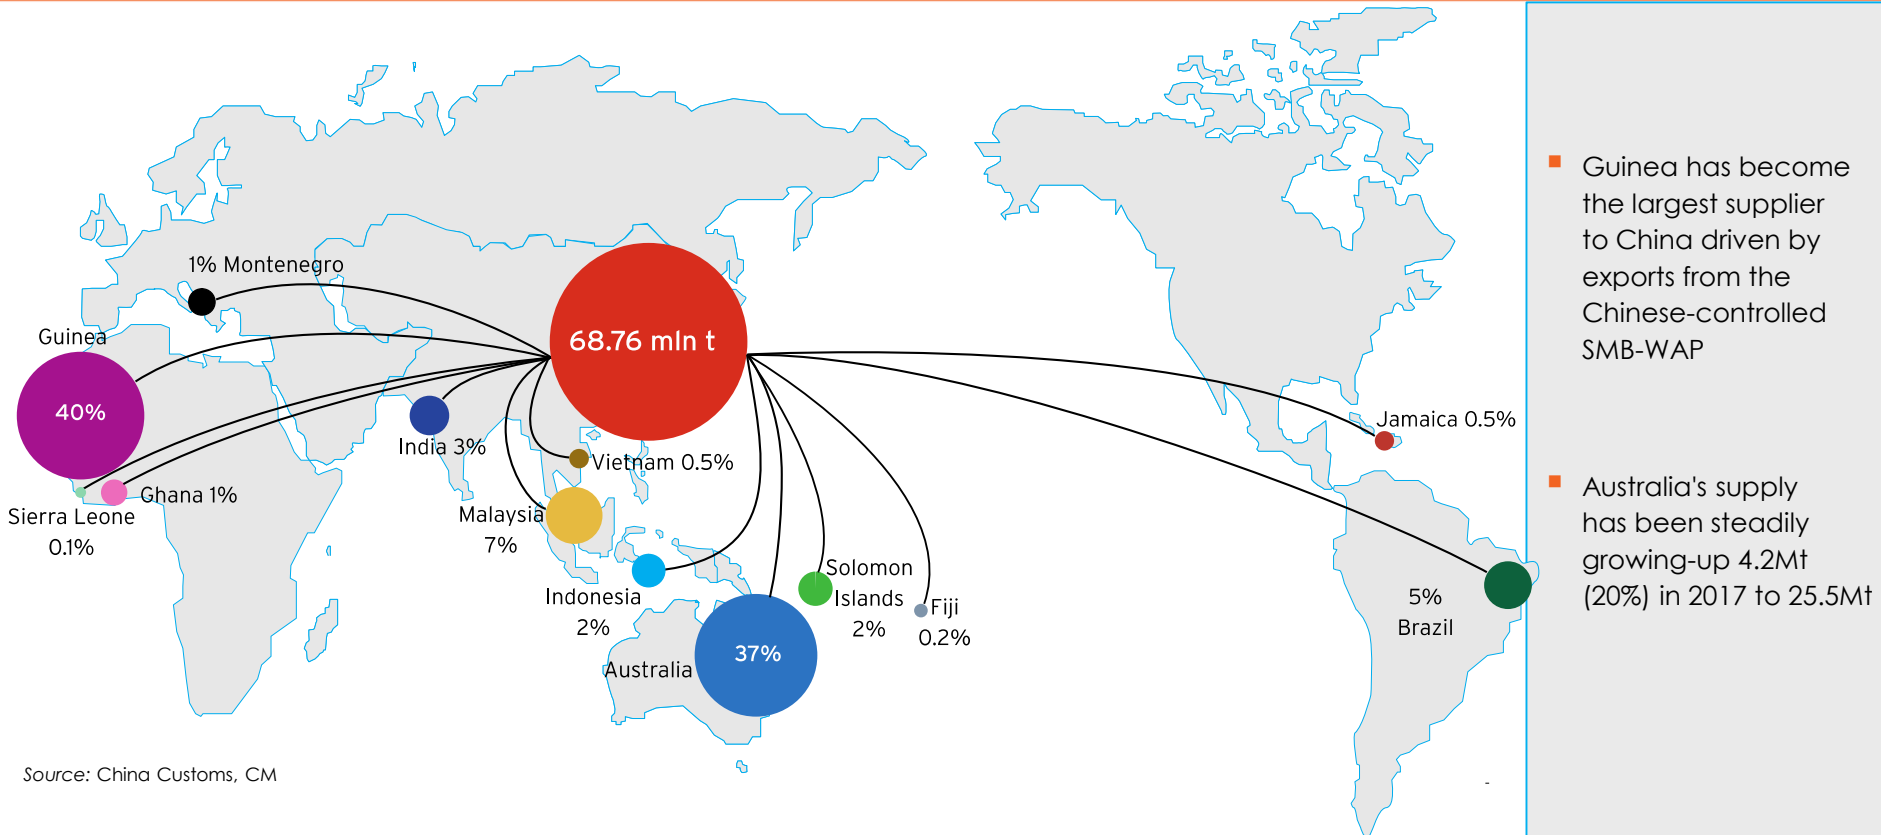 1% Montenegro
Guinea
40%
68.76 mln t
India 3%
Vietnam 0.5%
Ghana 1%
Sierra Leone
0.1%
Malaysia
7%
Indonesia
2%
Solomon
Islands
2%
Fiji
0.2%
Australia
37%
Jamaica 0.5%
5%
Brazil
Source: China Customs, CM
-
▪ Guinea has become
the largest supplier
to China driven by
exports from the
Chinese-controlled
SMB-WAP
▪ Australia's supply
has been steadily
growing-up 4.2Mt
(20%) in 2017 to 25.5Mt